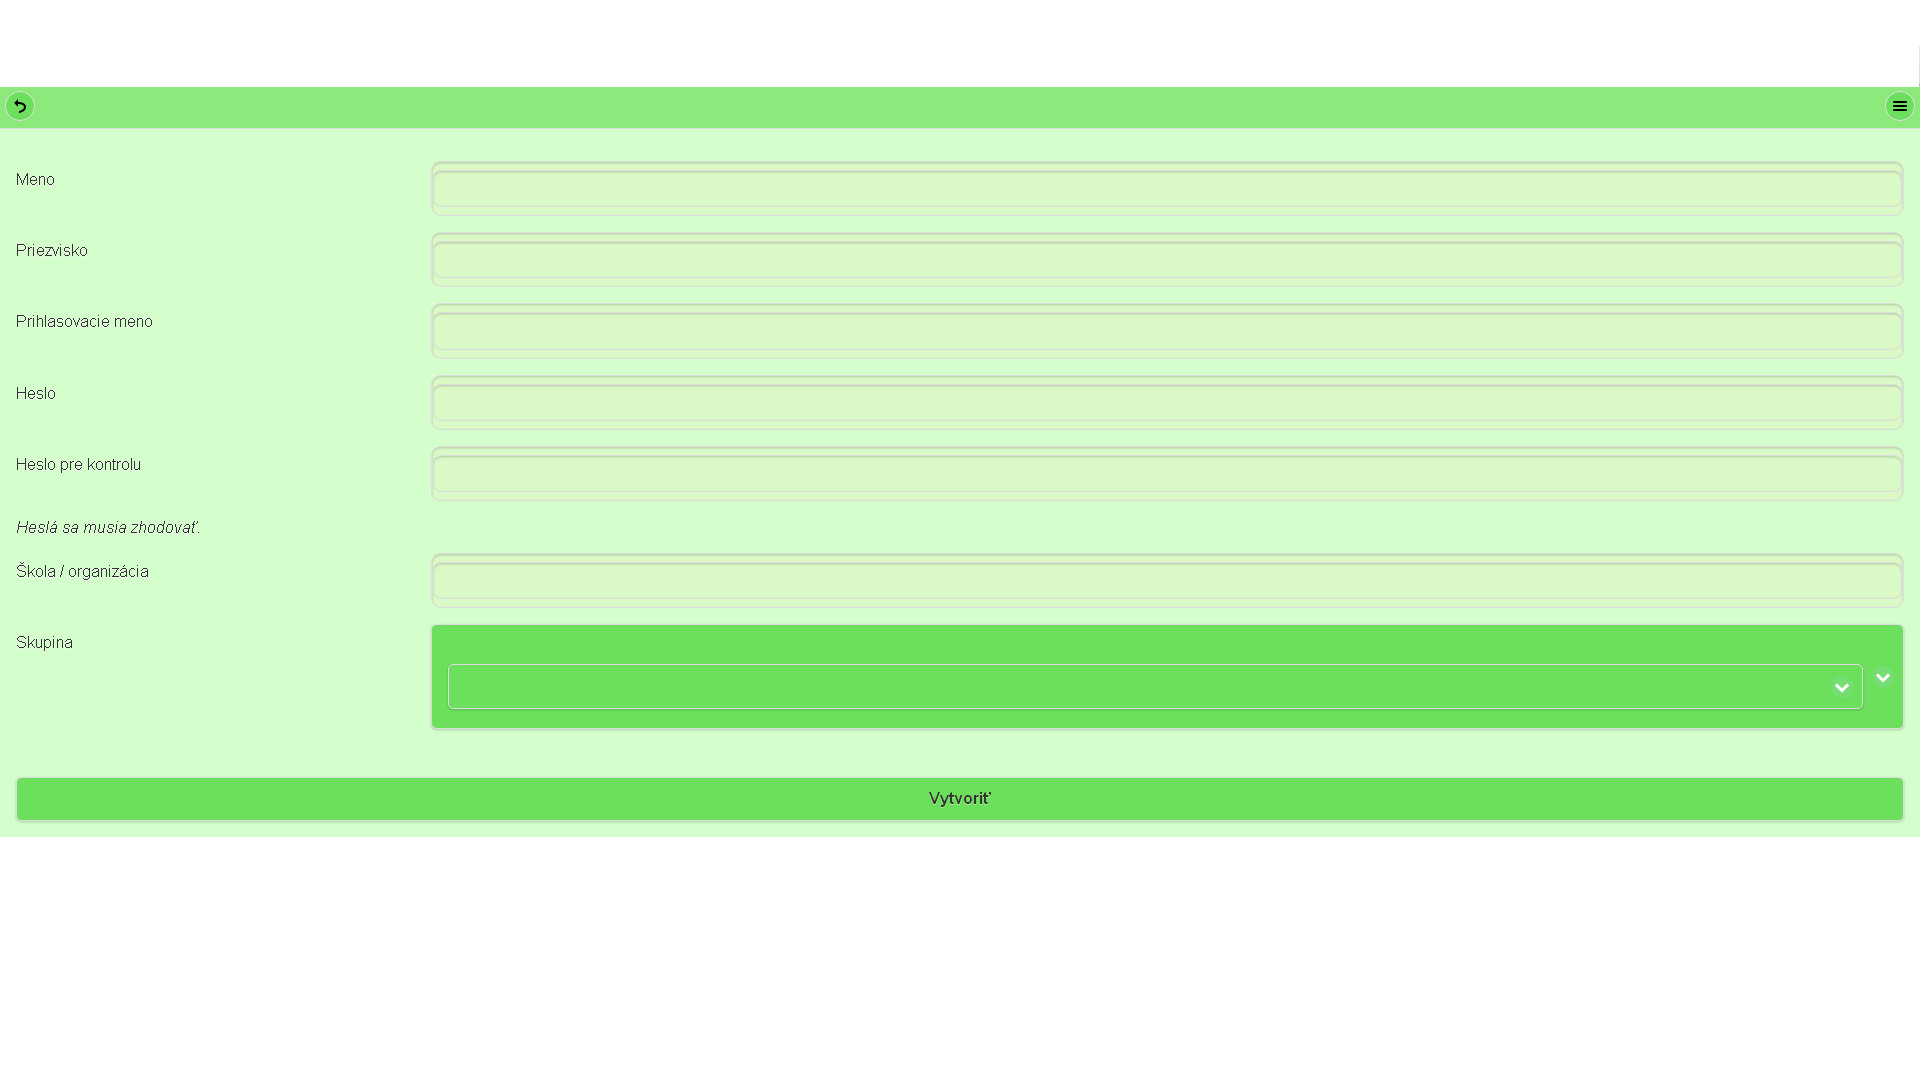 Meno
Priezvisko
Prihlasovacie meno
Heslo
Heslo pre kontrolu
Heslá sa musia zhodovať.
Škola / organizácia
Skupina
Vytvoriť